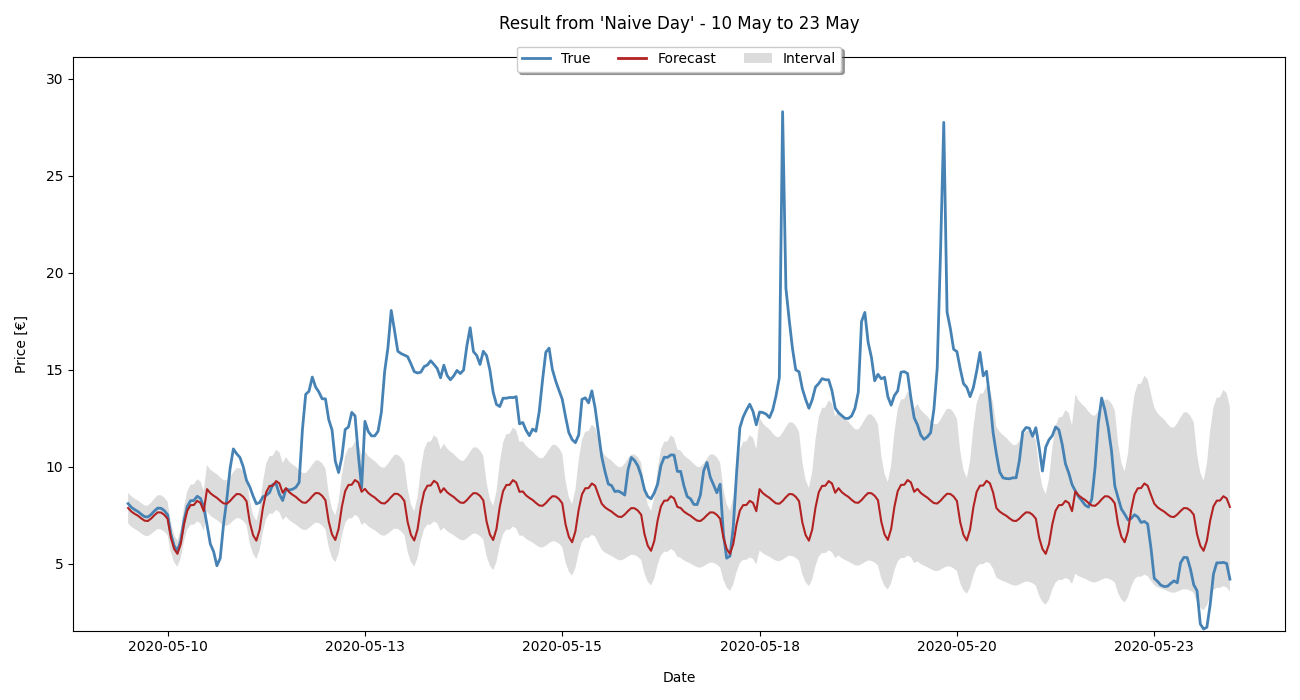 Result from 'Naive Day' - 10 May to 23 May
True Forecast Interval
30
25
20
15
10
5
Price [€]
2020-05-10 2020-05-13 2020-05-15 2020-05-18 2020-05-20 2020-05-23
Date